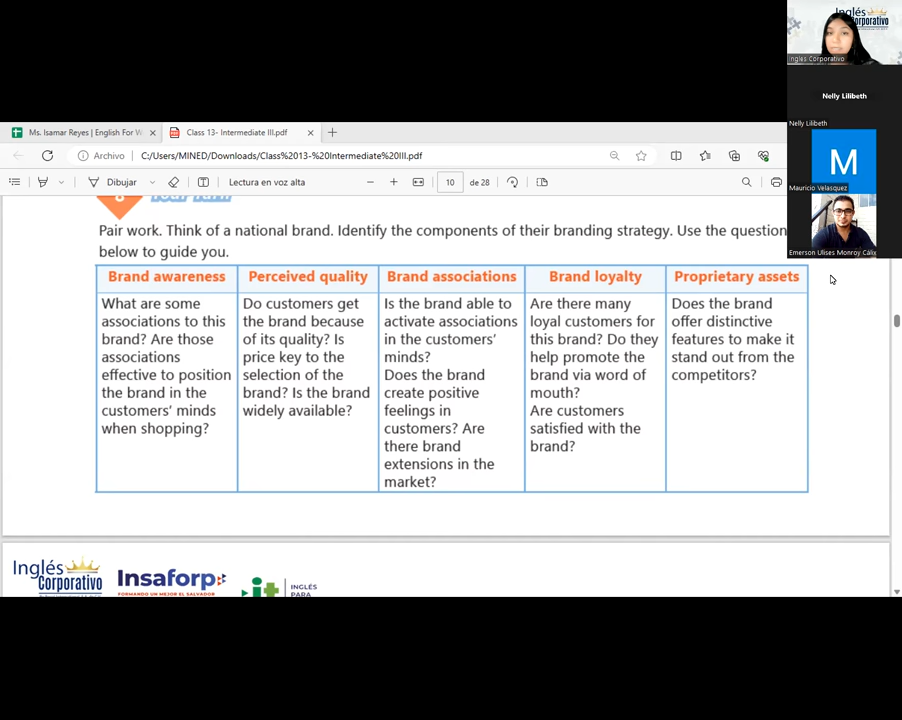 Inglés
Corporativo
Inglés Corporativo
Nelly Lilibeth
Nelly Lilibeth
M
Mauricio Velasquez
Emerson Ulises Monroy Cálix
Ms. Isamar Reyes | English For W
Class 13- Intermediate III.pdf
Archivo
C:/Users/MINED/Downloads/Class%2013-%20Intermediate%20III.pdf
Dibujar
Lectura en voz alta
10
de 28
Your Turn
Pair work. Think of a national brand. Identify the components of their branding strategy. Use the question
below to guide you.
Brand awareness
What are some
associations to this
brand? Are those
associations
effective to position
the brand in the
customers’ minds
when shopping?
Perceived quality
Do customers get
the brand because
of its quality? Is
price key to the
selection of the
brand? Is the brand
widely available?
Brand associations
Is the brand able to
activate associations
in the customers’
minds?
Does the brand
create positive
feelings in
customers? Are
there brand
extensions in the
market?
Brand loyalty
Are there many
loyal customers for
this brand? Do they
help promote the
brand via word of
mouth?
Are customers
satisfied with the
brand?
Proprietary assets
Does the brand
offer distinctive
features to make it
stand out from the
competitors?
Inglés
Corporativo
Insaforp
FORMANDO UN MEJOR EL SALVADOR
it
INGLÉS
PARA